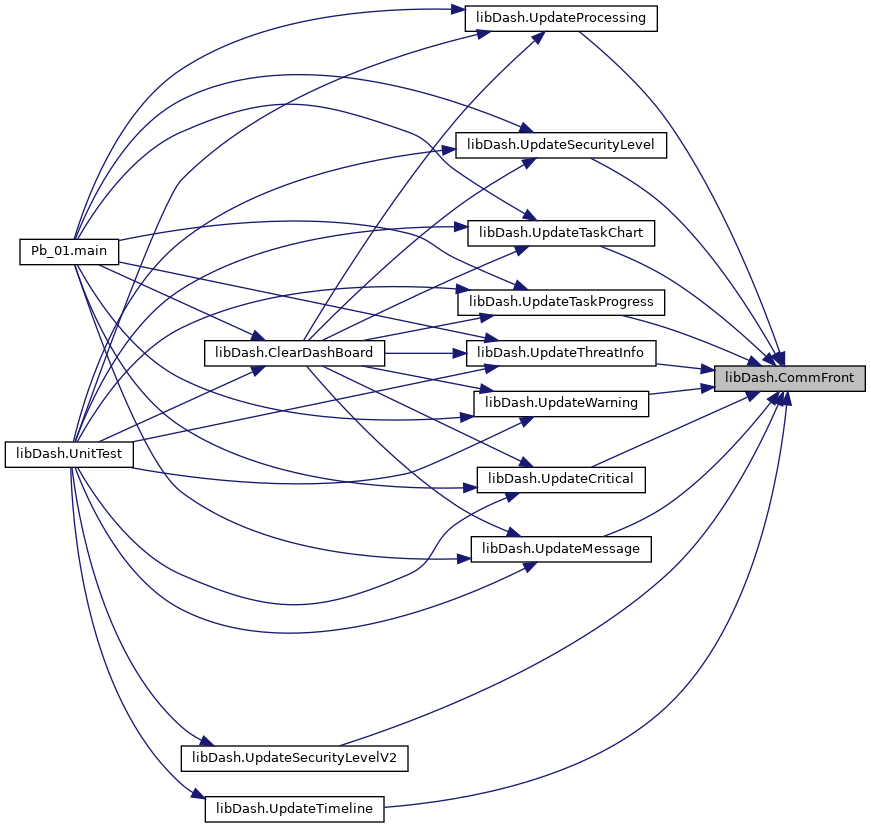 libDash.UpdateProcessing
libDash.UpdateSecurityLevel
libDash.UpdateTaskChart
Pb_01.main
libDash.UpdateTaskProgress
libDash.ClearDashBoard
libDash.UpdateThreatInfo
libDash.CommFront
libDash.UpdateWarning
libDash.UnitTest
libDash.UpdateCritical
libDash.UpdateMessage
libDash.UpdateSecurityLevelV2
libDash.UpdateTimeline